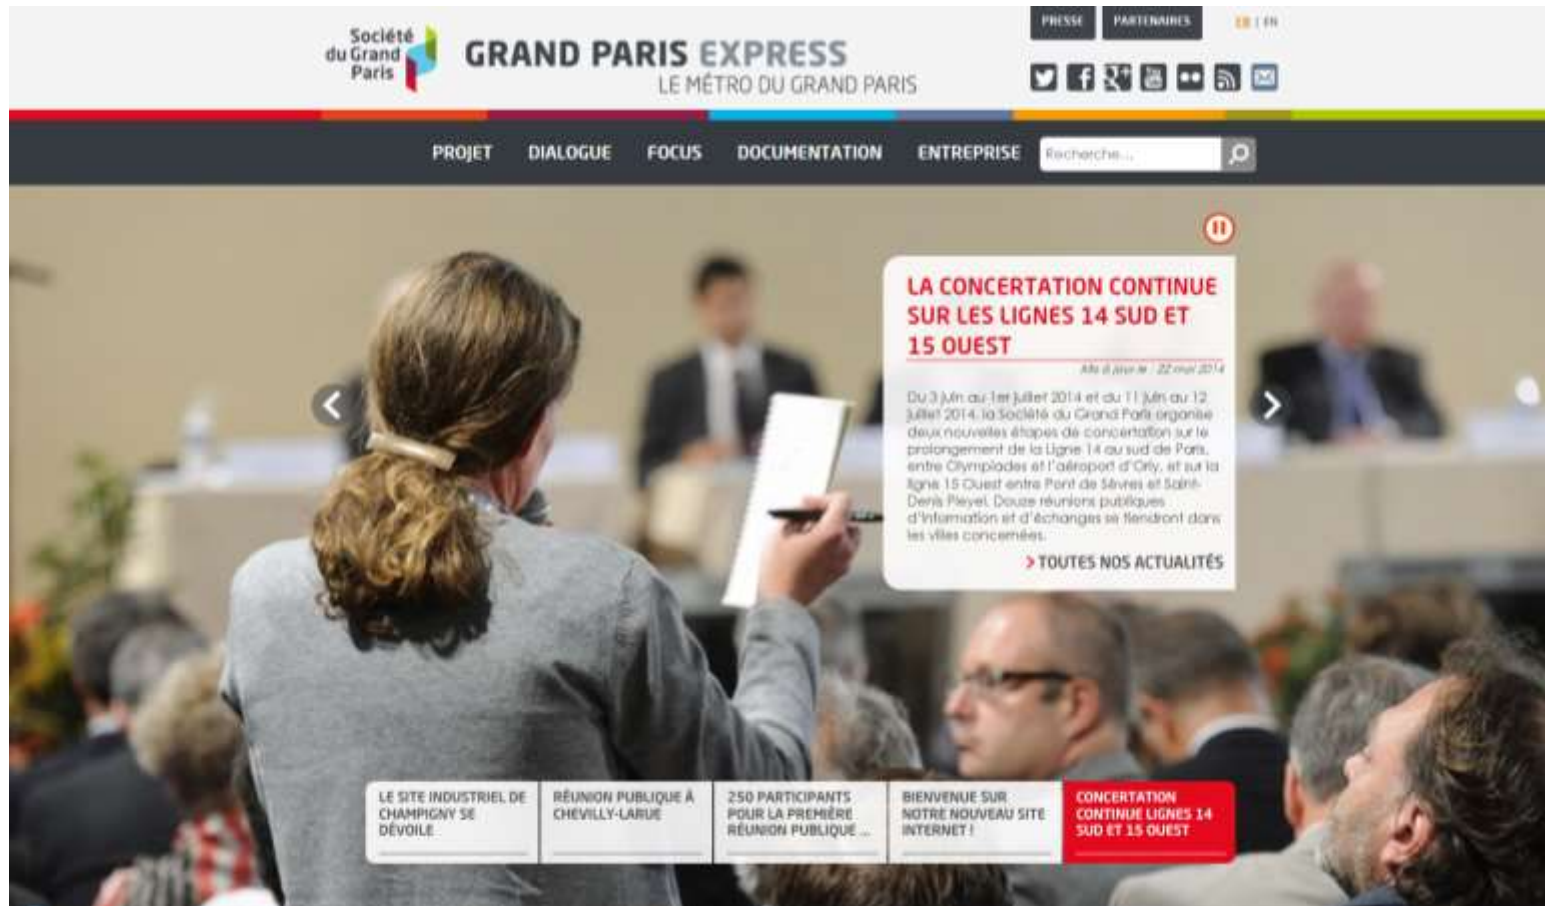 Société
du Grand
Paris
GRAND PARIS EXPRESS
LE MÉTRO DU GRAND PARIS
PRESSE
PARTENAIRES
FR | EN
PROJET
DIALOGUE
FOCUS
DOCUMENTATION
ENTREPRISE
Recherche...
LA CONCERTATION CONTINUE
SUR LES LIGNES 14 SUD ET
15 OUEST
Mis à jour le : 22 mai 2014
Du 3 juin au 1er juillet 2014 et du 11 juin au 12
juillet 2014, la Société du Grand Paris organise
deux nouvelles étapes de concertation sur le
prolongement de la Ligne 14 au sud de Paris,
entre Olympiades et l'aéroport d'Orly, et sur la
ligne 15 Ouest entre Pont de Sèvres et Saint-
Denis Pleyel. Douze réunions publiques
d'information et d'échanges se tiendront dans
les villes concernées.
> TOUTES NOS ACTUALITÉS
LE SITE INDUSTRIEL DE
CHAMPIGNY SE
DÉVOILE
RÉUNION PUBLIQUE À
CHEVILLY-LARUE
250 PARTICIPANTS
POUR LA PREMIÈRE
RÉUNION PUBLIQUE ...
BIENVENUE SUR
NOTRE NOUVEAU SITE
INTERNET !
CONCERTATION
CONTINUE LIGNES 14
SUD ET 15 OUEST